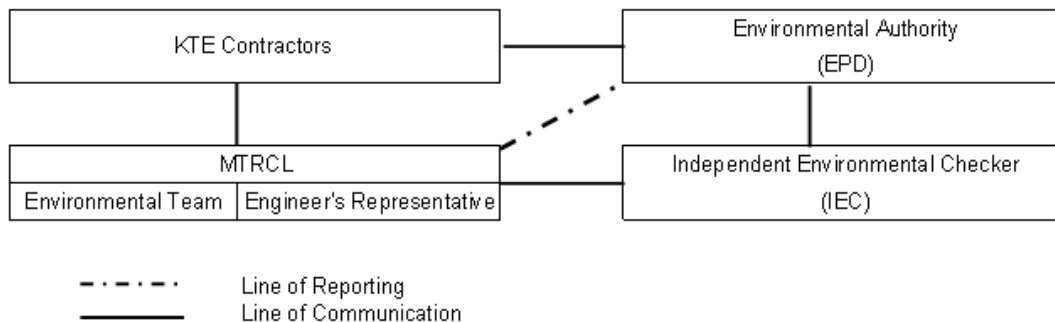 KTE Contractors
Environmental Authority
(EPD)
MTRCL
Environmental Team
Engineer's Representative
Independent Environmental Checker
(IEC)
Line of Reporting
Line of Communication